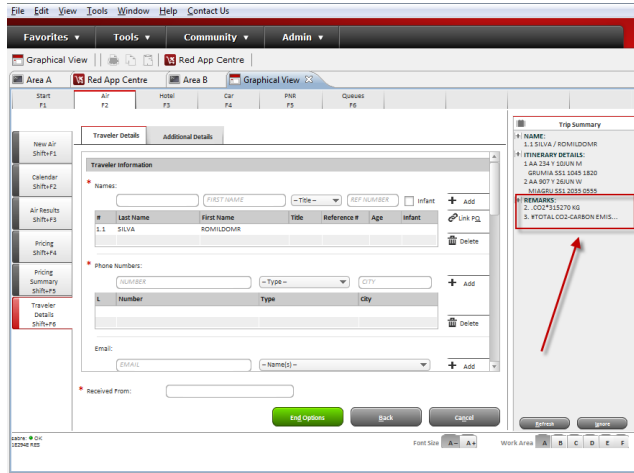 File Edit View Tools Window Help Contact Us
Favorites Tools Community Admin
Graphical View Red App Centre
Area A Red App Centre Area B Graphical View
Start Air Hotel Car PNR Queues
F1 F2 F3 F4 F5 F6
New Air
Shift+F1
Calendar
Shift+F2
Air Results
Shift+F3
Pricing
Shift+F4
Pricing
Summary
Shift+F5
Traveler
Details
Shift+F6
Traveler Details Additional Details
Traveler Information
* Names:
FIRST NAME – Title – REF NUMBER Infant + Add
# Last Name First Name Title Reference # Age Infant Link PQ
1.1 SILVA ROMILDOMR
Delete
* Phone Numbers:
NUMBER – Type – CITY + Add
L Number Type City
Delete
Email:
EMAIL – Name(s) – + Add
* Received From:
End Options Back Cancel
Trip Summary
NAME:
1.1 SILVA / ROMILDOMR
ITINERARY DETAILS:
1 AA 234 Y 10JUN M
GRUMIA SS1 1045 1820
2 AA 907 Y 26JUN W
MIAGRU SS1 2035 0555
REMARKS:
2. .CO2*315270 KG
3. ‡TOTAL CO2-CARBON EMIS...
Refresh Ignore
Sabre: OK
Font Size A– A+ Work Area A B C D E F